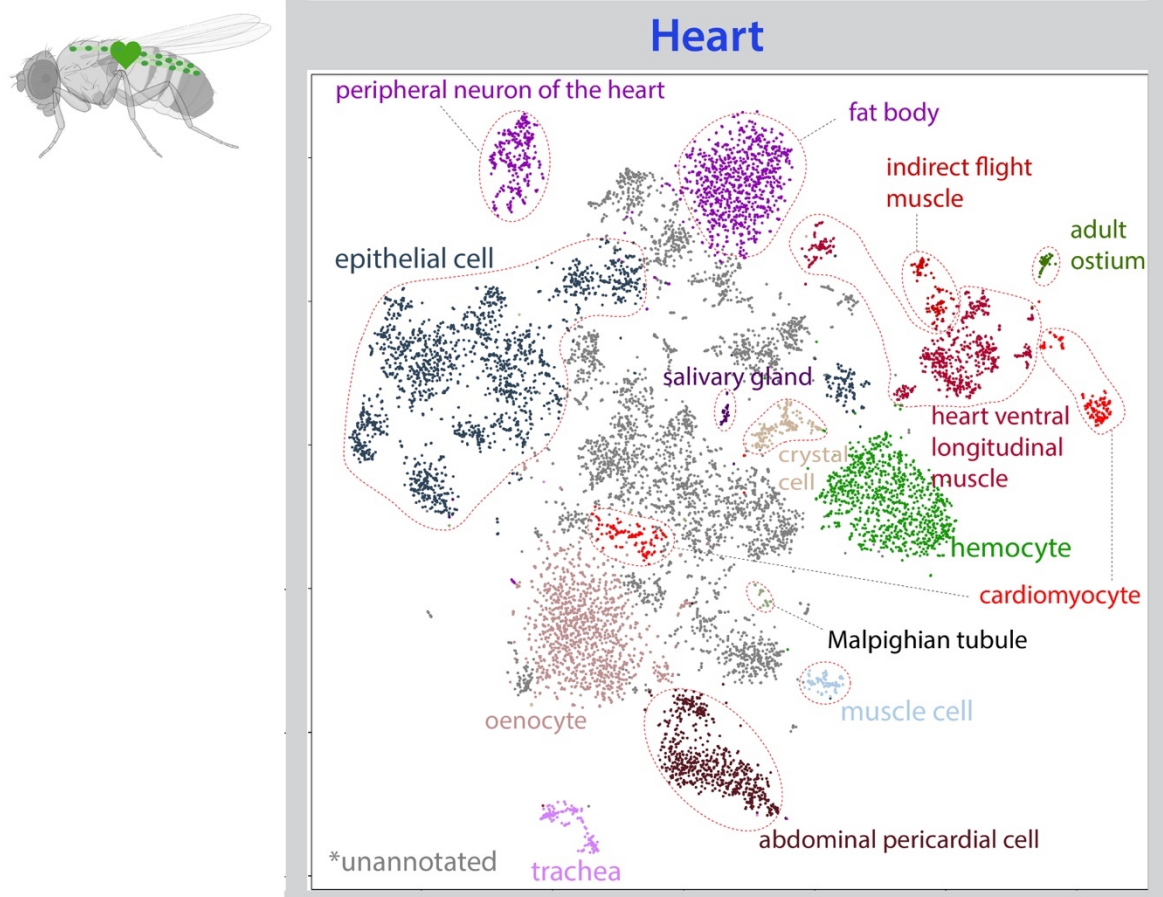 Heart
peripheral neuron of the heart
fat body
indirect flight
muscle
adult
ostium
epithelial cell
salivary gland
heart ventral
longitudinal
muscle
crystal
cell
hemocyte
cardiomyocyte
Malpighian tubule
muscle cell
oenocyte
abdominal pericardial cell
*unannotated
trachea